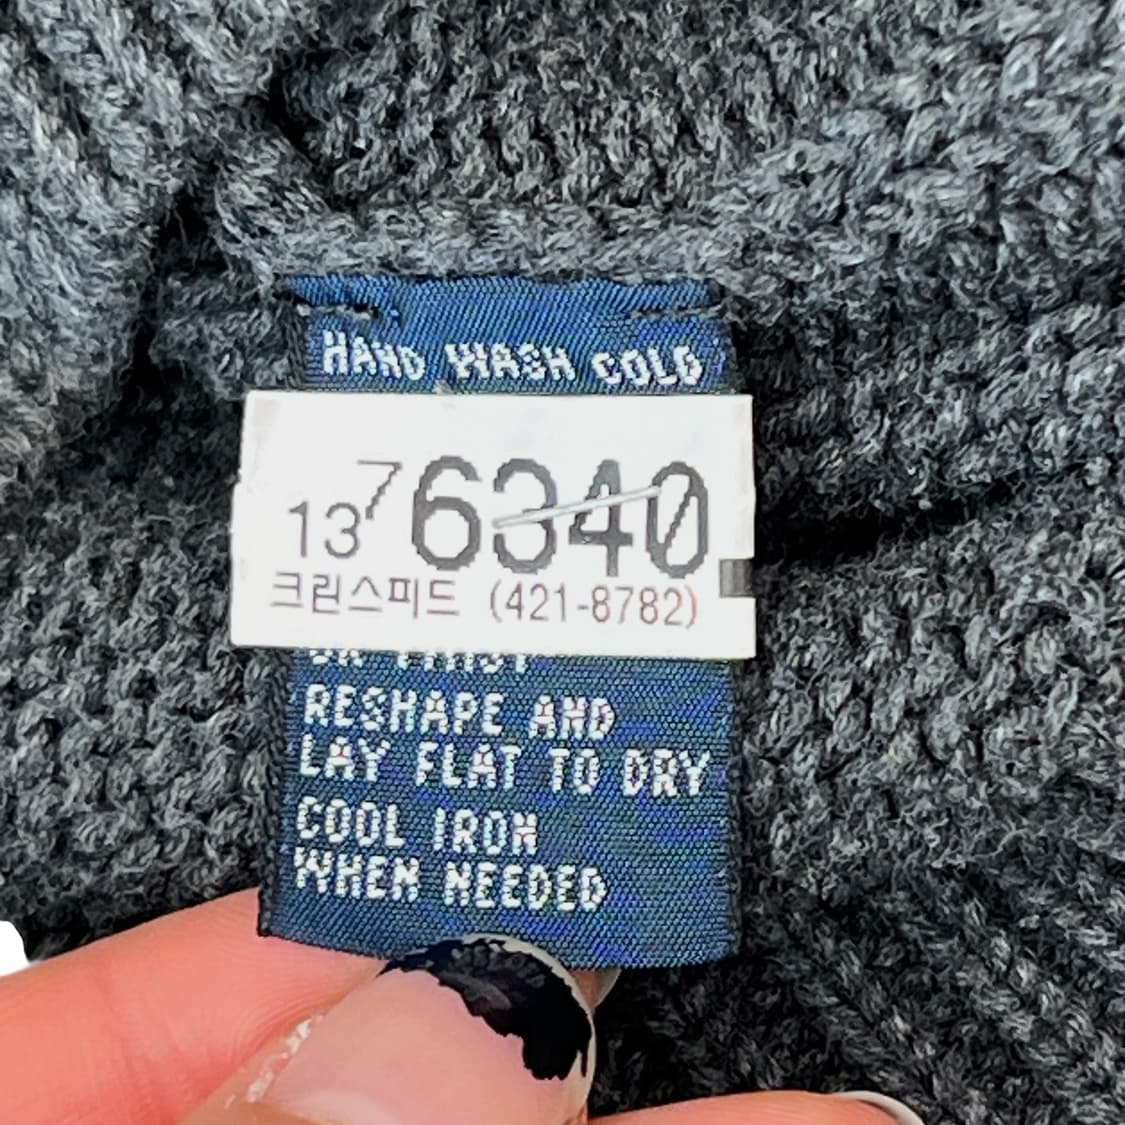 HAND WASH COLD
13 7 6340
크린스피드 (421-8782)
RESHAPE AND
LAY FLAT TO DRY
COOL IRON
WHEN NEEDED